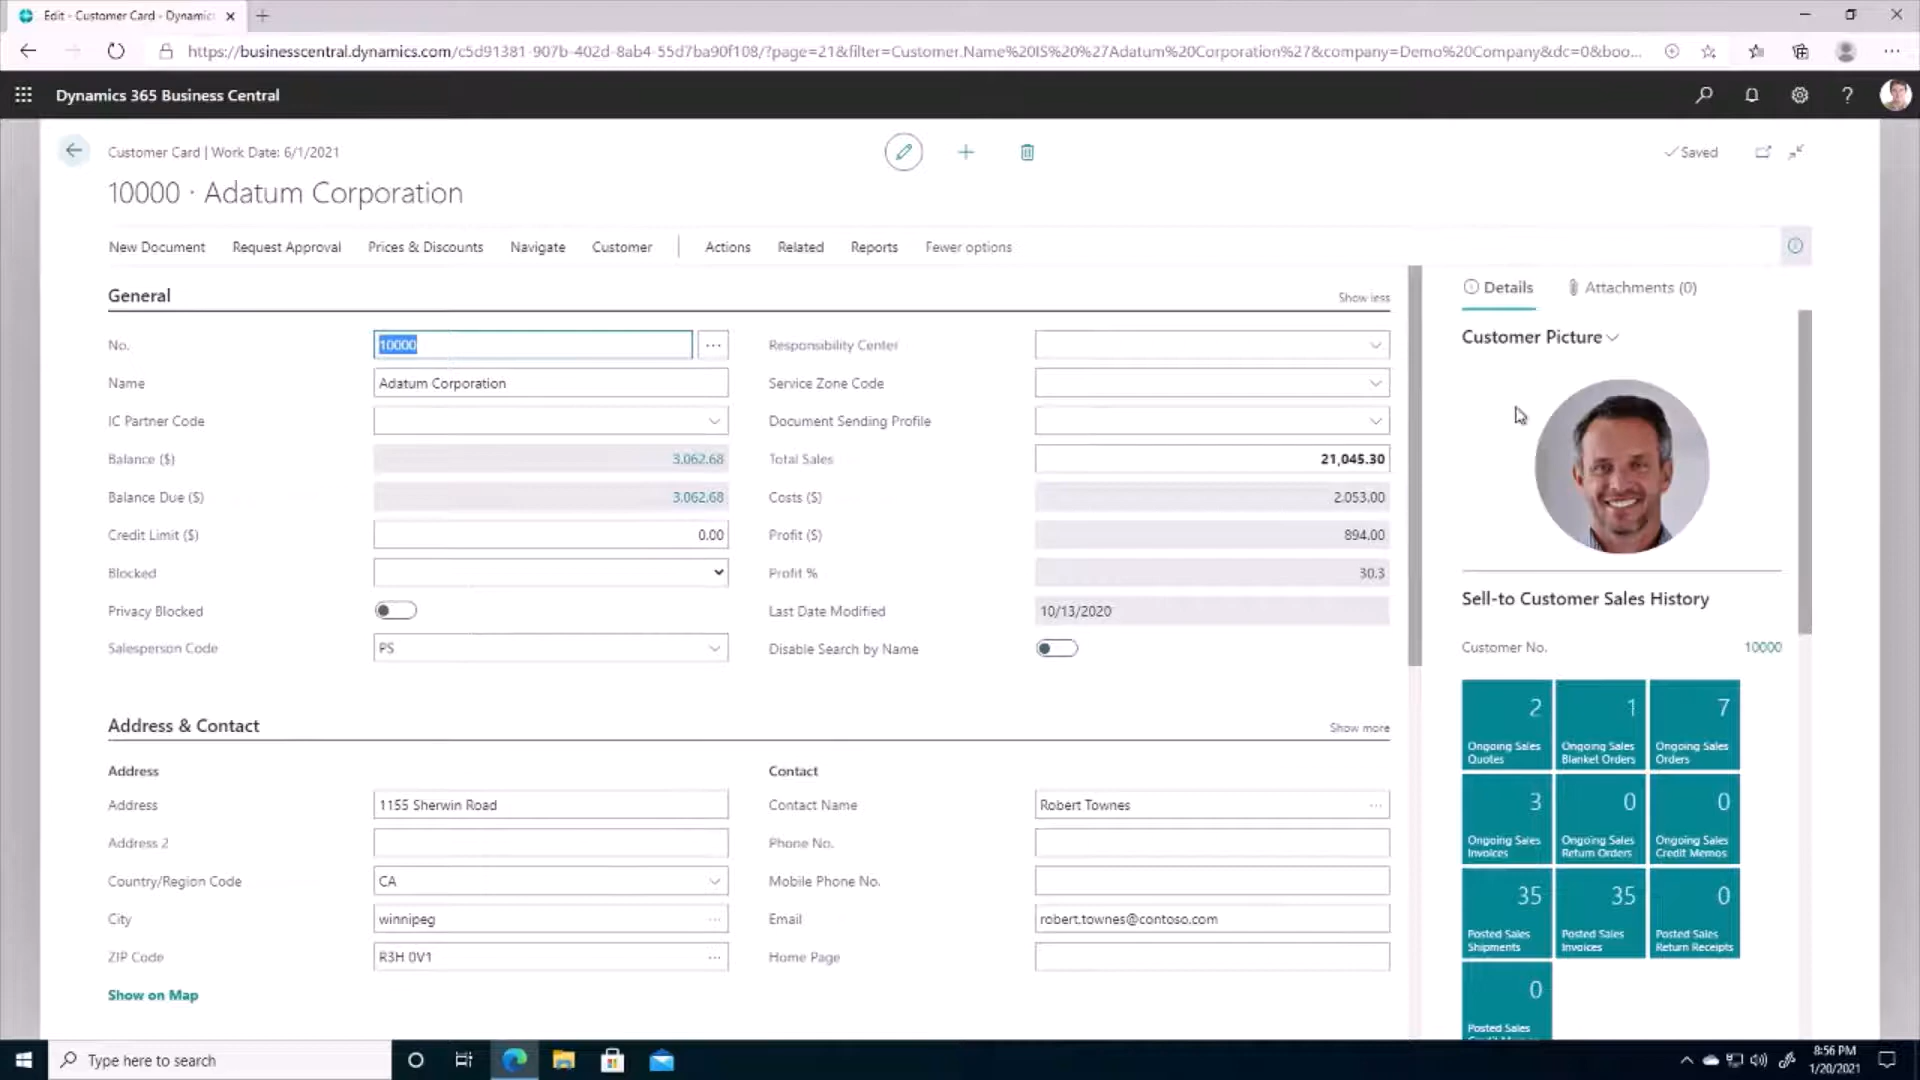 Edit - Customer Card - Dynamic
https://businesscentral.dynamics.com/c5d91381-907b-402d-8ab4-55d7ba90f108/?page=21&filter=Customer.Name%20IS%20%27Adatum%20Corporation%27&company=Demo%20Company&dc=0&boo...
Dynamics 365 Business Central
Customer Card | Work Date: 6/1/2021
Saved
10000 · Adatum Corporation
New Document Request Approval Prices & Discounts Navigate Customer Actions Related Reports Fewer options
General
Show less
No.
10000
Name
Adatum Corporation
IC Partner Code
Balance ($)
3,062.68
Balance Due ($)
3,062.68
Credit Limit ($)
0.00
Blocked
Privacy Blocked
Salesperson Code
PS
Responsibility Center
Service Zone Code
Document Sending Profile
Total Sales
21,045.30
Costs ($)
2,053.00
Profit ($)
894.00
Profit %
30.3
Last Date Modified
10/13/2020
Disable Search by Name
Address & Contact
Show more
Address
Address
1155 Sherwin Road
Address 2
Country/Region Code
CA
City
winnipeg
ZIP Code
R3H 0V1
Show on Map
Contact
Contact Name
Robert Townes
Phone No.
Mobile Phone No.
Email
robert.townes@contoso.com
Home Page
Details
Attachments (0)
Customer Picture
Sell-to Customer Sales History
Customer No.
10000
2
Ongoing Sales
Quotes
1
Ongoing Sales
Blanket Orders
7
Ongoing Sales
Orders
3
Ongoing Sales
Invoices
0
Ongoing Sales
Return Orders
0
Ongoing Sales
Credit Memos
35
Posted Sales
Shipments
35
Posted Sales
Invoices
0
Posted Sales
Return Receipts
0
Posted Sales
Type here to search
8:56 PM
1/20/2021